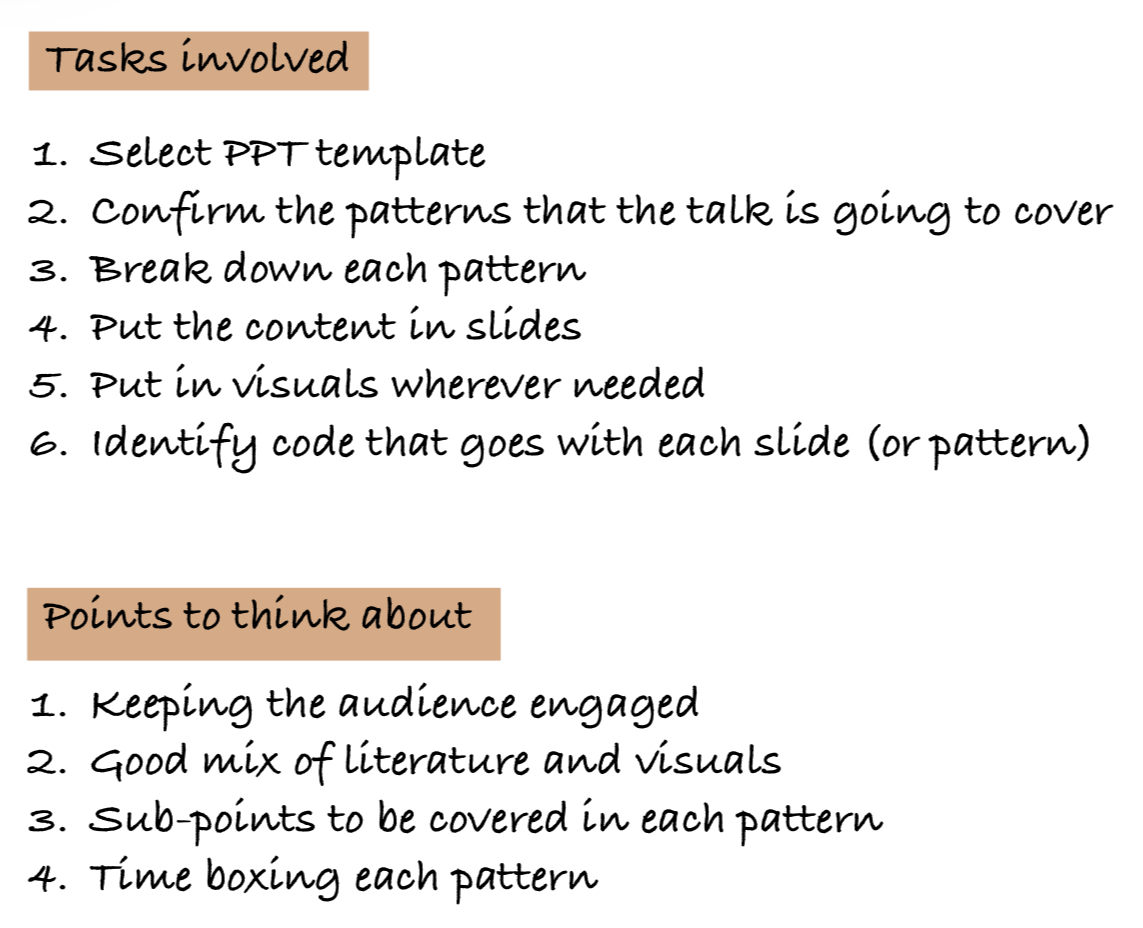 Tasks involved
1. Select PPT template
2. Confirm the patterns that the talk is going to cover
3. Break down each pattern
4. Put the content in slides
5. Put in visuals wherever needed
6. Identify code that goes with each slide (or pattern)
Points to think about
1. Keeping the audience engaged
2. Good mix of literature and visuals
3. Sub-points to be covered in each pattern
4. Time boxing each pattern